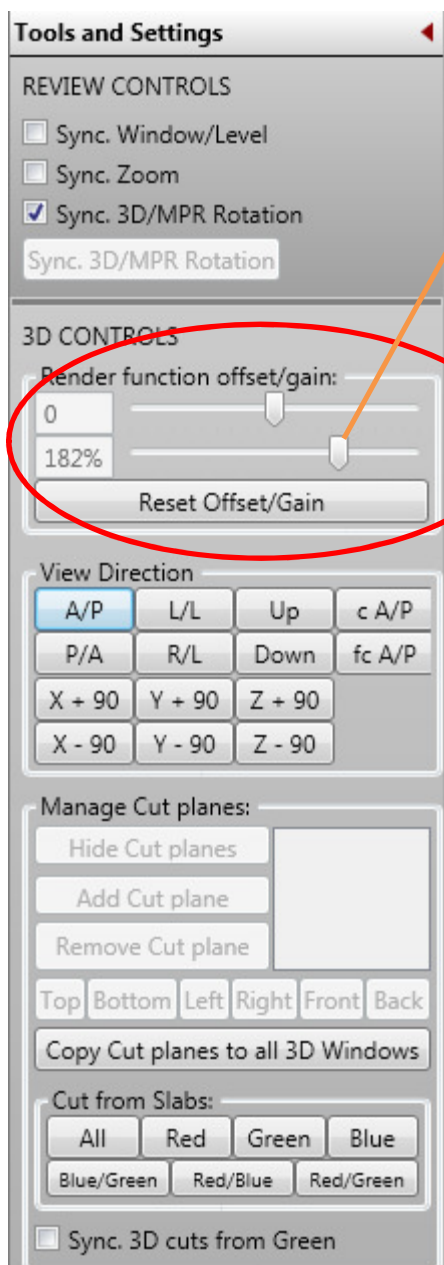 Tools and Settings
REVIEW CONTROLS
Sync. Window/Level
Sync. Zoom
Sync. 3D/MPR Rotation
Sync. 3D/MPR Rotation
3D CONTROLS
Render function offset/gain:
0
182%
Reset Offset/Gain
View Direction
A/P L/L Up c A/P
P/A R/L Down fc A/P
X + 90 Y + 90 Z + 90
X - 90 Y - 90 Z - 90
Manage Cut planes:
Hide Cut planes
Add Cut plane
Remove Cut plane
Top Bottom Left Right Front Back
Copy Cut planes to all 3D Windows
Cut from Slabs:
All Red Green Blue
Blue/Green Red/Blue Red/Green
Sync. 3D cuts from Green